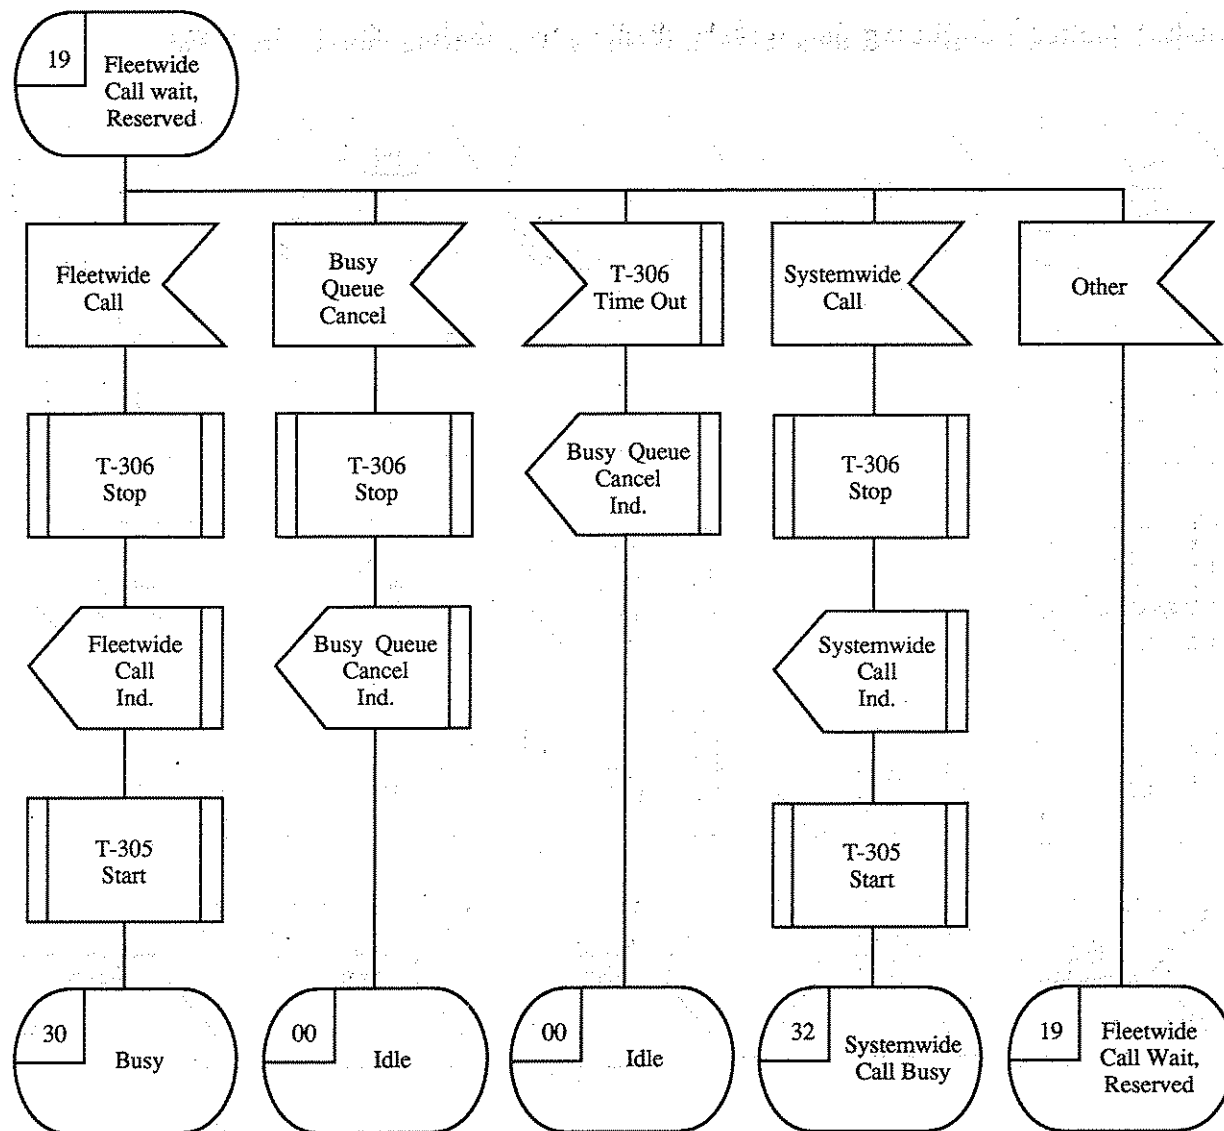 19
Fleetwide
Call wait,
Reserved
Fleetwide
Call
Busy
Queue
Cancel
T-306
Time Out
Systemwide
Call
Other
T-306
Stop
T-306
Stop
Busy Queue
Cancel
Ind.
T-306
Stop
Fleetwide
Call
Ind.
Busy Queue
Cancel
Ind.
Systemwide
Call
Ind.
T-305
Start
T-305
Start
30
Busy
00
Idle
00
Idle
32
Systemwide
Call Busy
19
Fleetwide
Call Wait,
Reserved